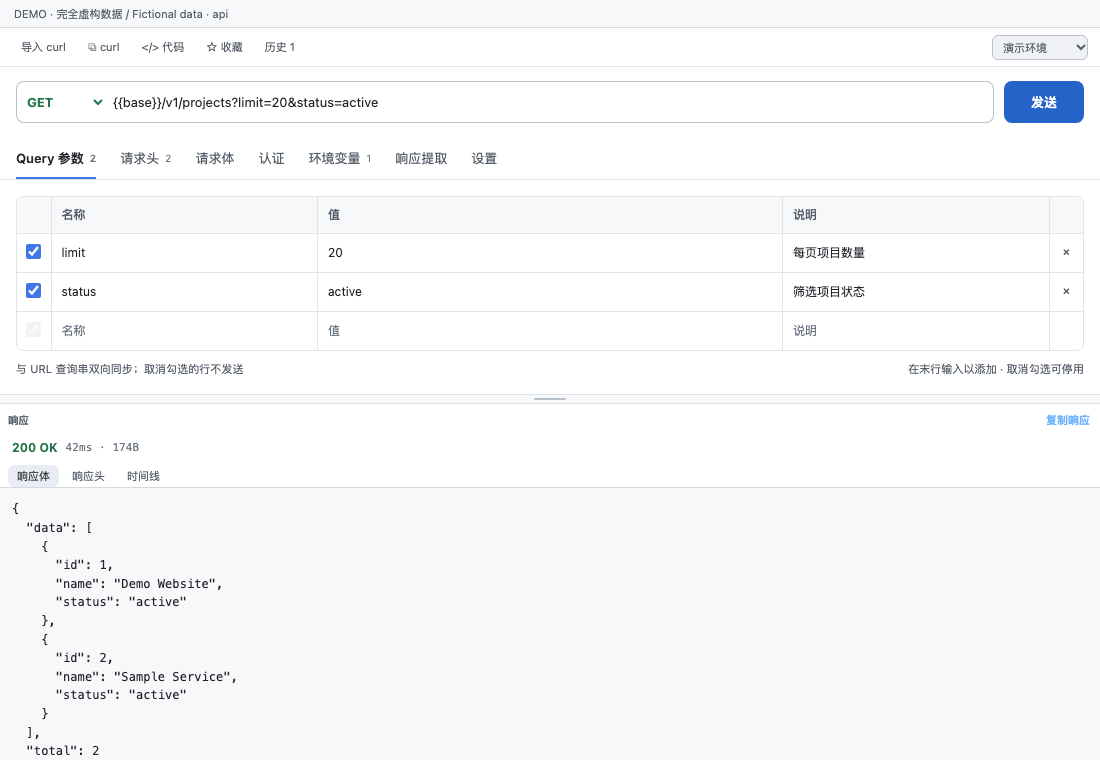 DEMO · 完全虚构数据 / Fictional data · api
导入 curl  curl  </> 代码  ☆ 收藏  历史 1  演示环境
GET  {{base}}/v1/projects?limit=20&status=active  发送
Query 参数 2  请求头 2  请求体  认证  环境变量 1  响应提取  设置
名称  值  说明
limit  20  每页项目数量  ×
status  active  筛选项目状态  ×
名称  值  说明
与 URL 查询串双向同步；取消勾选的行不发送  在末行输入以添加 · 取消勾选可停用
响应  复制响应
200 OK  42ms · 174B
响应体  响应头  时间线
{
  "data": [
    {
      "id": 1,
      "name": "Demo Website",
      "status": "active"
    },
    {
      "id": 2,
      "name": "Sample Service",
      "status": "active"
    }
  ],
  "total": 2